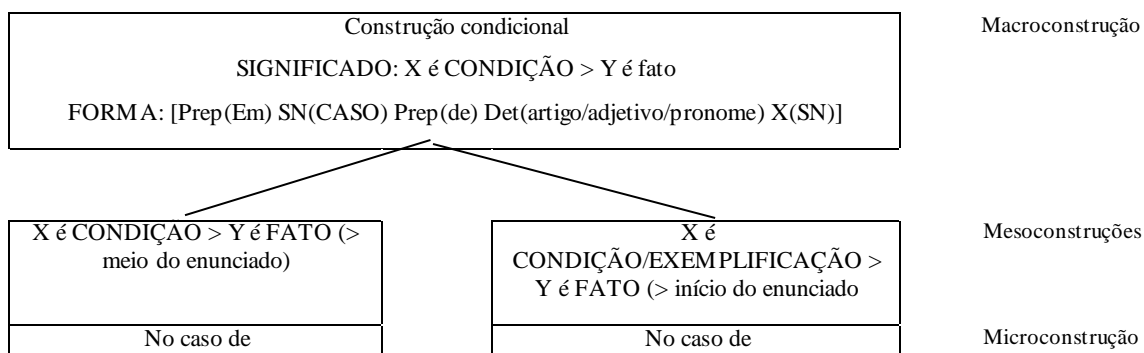 Construção condicional
Macroconstrução
SIGNIFICADO: X é CONDIÇÃO > Y é fato
FORMA: [Prep(Em) SN(CASO) Prep(de) Det(artigo/adjetivo/pronome) X(SN)]
X é CONDIÇÃO > Y é FATO (>
meio do enunciado)
X é
CONDIÇÃO/EXEMPLIFICAÇÃO >
Y é FATO (> início do enunciado
Mesoconstruções
No caso de
No caso de
Microconstrução